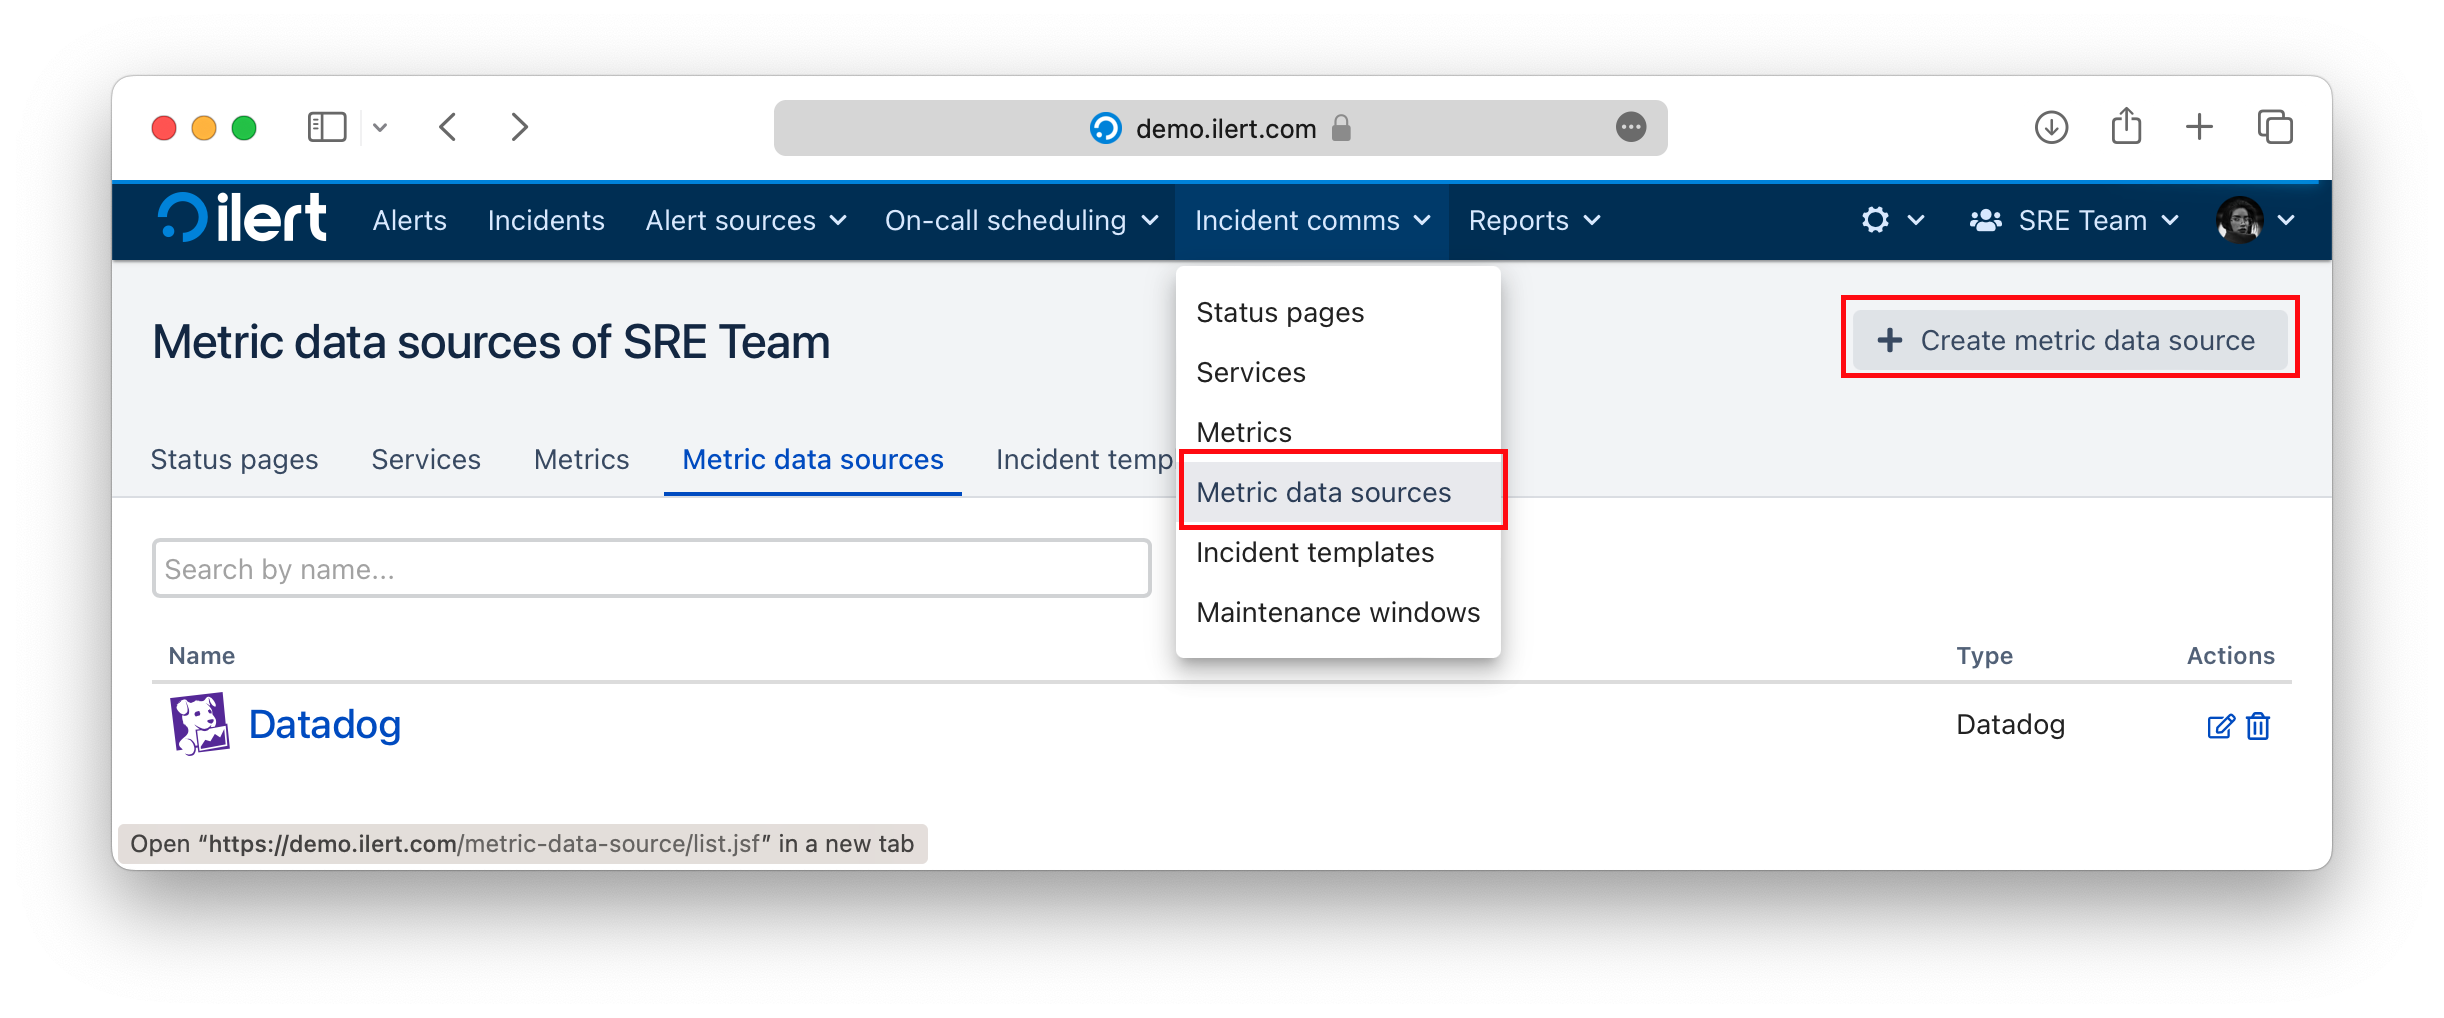 demo.ilert.com
ilert Alerts Incidents Alert sources On-call scheduling Incident comms Reports SRE Team
Metric data sources of SRE Team
Create metric data source
Status pages Services Metrics Metric data sources Incident temp
Status pages
Services
Metrics
Metric data sources
Incident templates
Maintenance windows
Search by name...
Name Type Actions
Datadog Datadog
Open “https://demo.ilert.com/metric-data-source/list.jsf” in a new tab